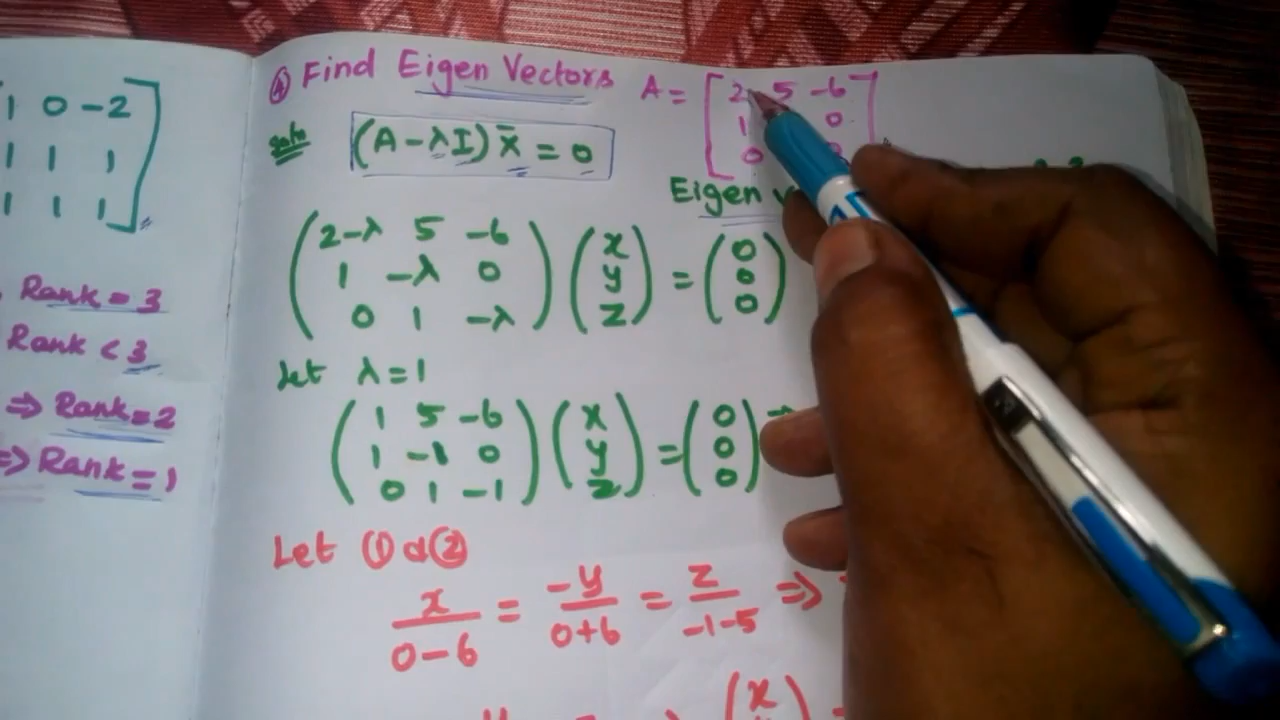 1 0 -2
1 1 1
1 1 1
Rank = 3
Rank < 3
⇒ Rank = 2
⇒ Rank = 1
④ Find Eigen Vectors A = [ 2 5 -6
1 0
0
soln (A - λI) x̄ = 0
Eigen v
( 2-λ 5 -6 ) ( x ) = ( 0 )
( 1 -λ 0 ) ( y ) ( 0 )
( 0 1 -λ ) ( z ) ( 0 )
Let λ = 1
( 1 5 -6 ) ( x ) = ( 0 )
( 1 -1 0 ) ( y ) ( 0 )
( 0 1 -1 ) ( z ) ( 0 )
Let ① & ②
x/0-6 = -y/0+6 = z/-1-5 ⇒
( x )